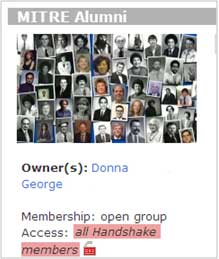 MITRE Alumni
Owner(s): Donna
George
Membership: open group
Access: all Handshake
members